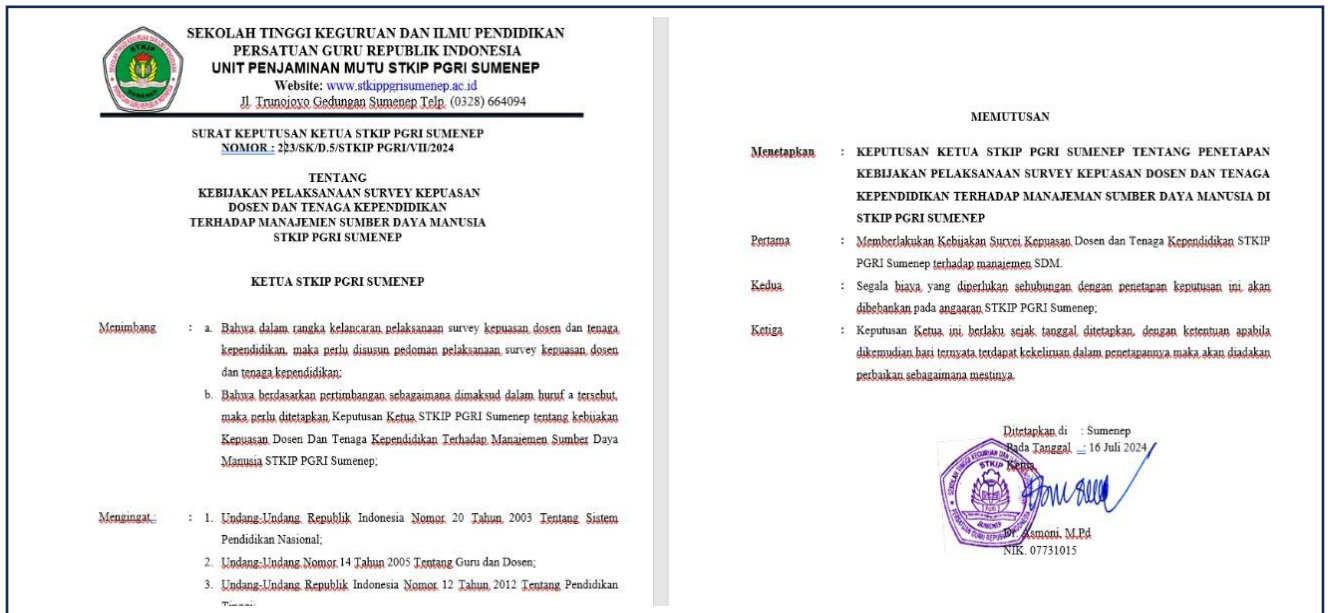 SEKOLAH TINGGI KEGURUAN DAN ILMU PENDIDIKAN
PERSATUAN GURU REPUBLIK INDONESIA
UNIT PENJAMINAN MUTU STKIP PGRI SUMENEP
Website: www.stkippgrisumenep.ac.id
Jl. Trunojoyo Gedungan Sumenep Telp. (0328) 664094
SURAT KEPUTUSAN KETUA STKIP PGRI SUMENEP
NOMOR : 223/SK/D.5/STKIP PGRI/VII/2024
TENTANG
KEBIJAKAN PELAKSANAAN SURVEY KEPUASAN
DOSEN DAN TENAGA KEPENDIDIKAN
TERHADAP MANAJEMEN SUMBER DAYA MANUSIA
STKIP PGRI SUMENEP
KETUA STKIP PGRI SUMENEP
Menimbang : a. Bahwa dalam rangka kelancaran pelaksanaan survey kepuasan dosen dan tenaga
kependidikan, maka perlu disusun pedoman pelaksanaan survey kepuasan dosen
dan tenaga kependidikan;
b. Bahwa berdasarkan pertimbangan sebagaimana dimaksud dalam huruf a tersebut,
maka perlu ditetapkan Keputusan Ketua STKIP PGRI Sumenep tentang kebijakan
Kepuasan Dosen Dan Tenaga Kependidikan Terhadap Manajemen Sumber Daya
Manusia STKIP PGRI Sumenep;
Mengingat : : 1. Undang-Undang Republik Indonesia Nomor 20 Tahun 2003 Tentang Sistem
Pendidikan Nasional;
2. Undang-Undang Nomor 14 Tahun 2005 Tentang Guru dan Dosen;
3. Undang-Undang Republik Indonesia Nomor 12 Tahun 2012 Tentang Pendidikan
Tinggi;
MEMUTUSAN
Menetapkan : KEPUTUSAN KETUA STKIP PGRI SUMENEP TENTANG PENETAPAN
KEBIJAKAN PELAKSANAAN SURVEY KEPUASAN DOSEN DAN TENAGA
KEPENDIDIKAN TERHADAP MANAJEMAN SUMBER DAYA MANUSIA DI
STKIP PGRI SUMENEP
Pertama : Memberlakukan Kebijakan Survei Kepuasan Dosen dan Tenaga Kependidikan STKIP
PGRI Sumenep terhadap manajemen SDM.
Kedua : Segala biaya yang diperlukan sehubungan dengan penetapan keputusan ini akan
dibebankan pada angaaran STKIP PGRI Sumenep;
Ketiga : Keputusan Ketua ini berlaku sejak tanggal ditetapkan, dengan ketentuan apabila
dikemudian hari ternyata terdapat kekeliruan dalam penetapannya maka akan diadakan
perbaikan sebagaimana mestinya.
Ditetapkan di : Sumenep
Pada Tanggal : 16 Juli 2024
Ketua,
STKIP
PGRI
SUMENEP
Dr. Asmoni, M.Pd
NIK. 07731015